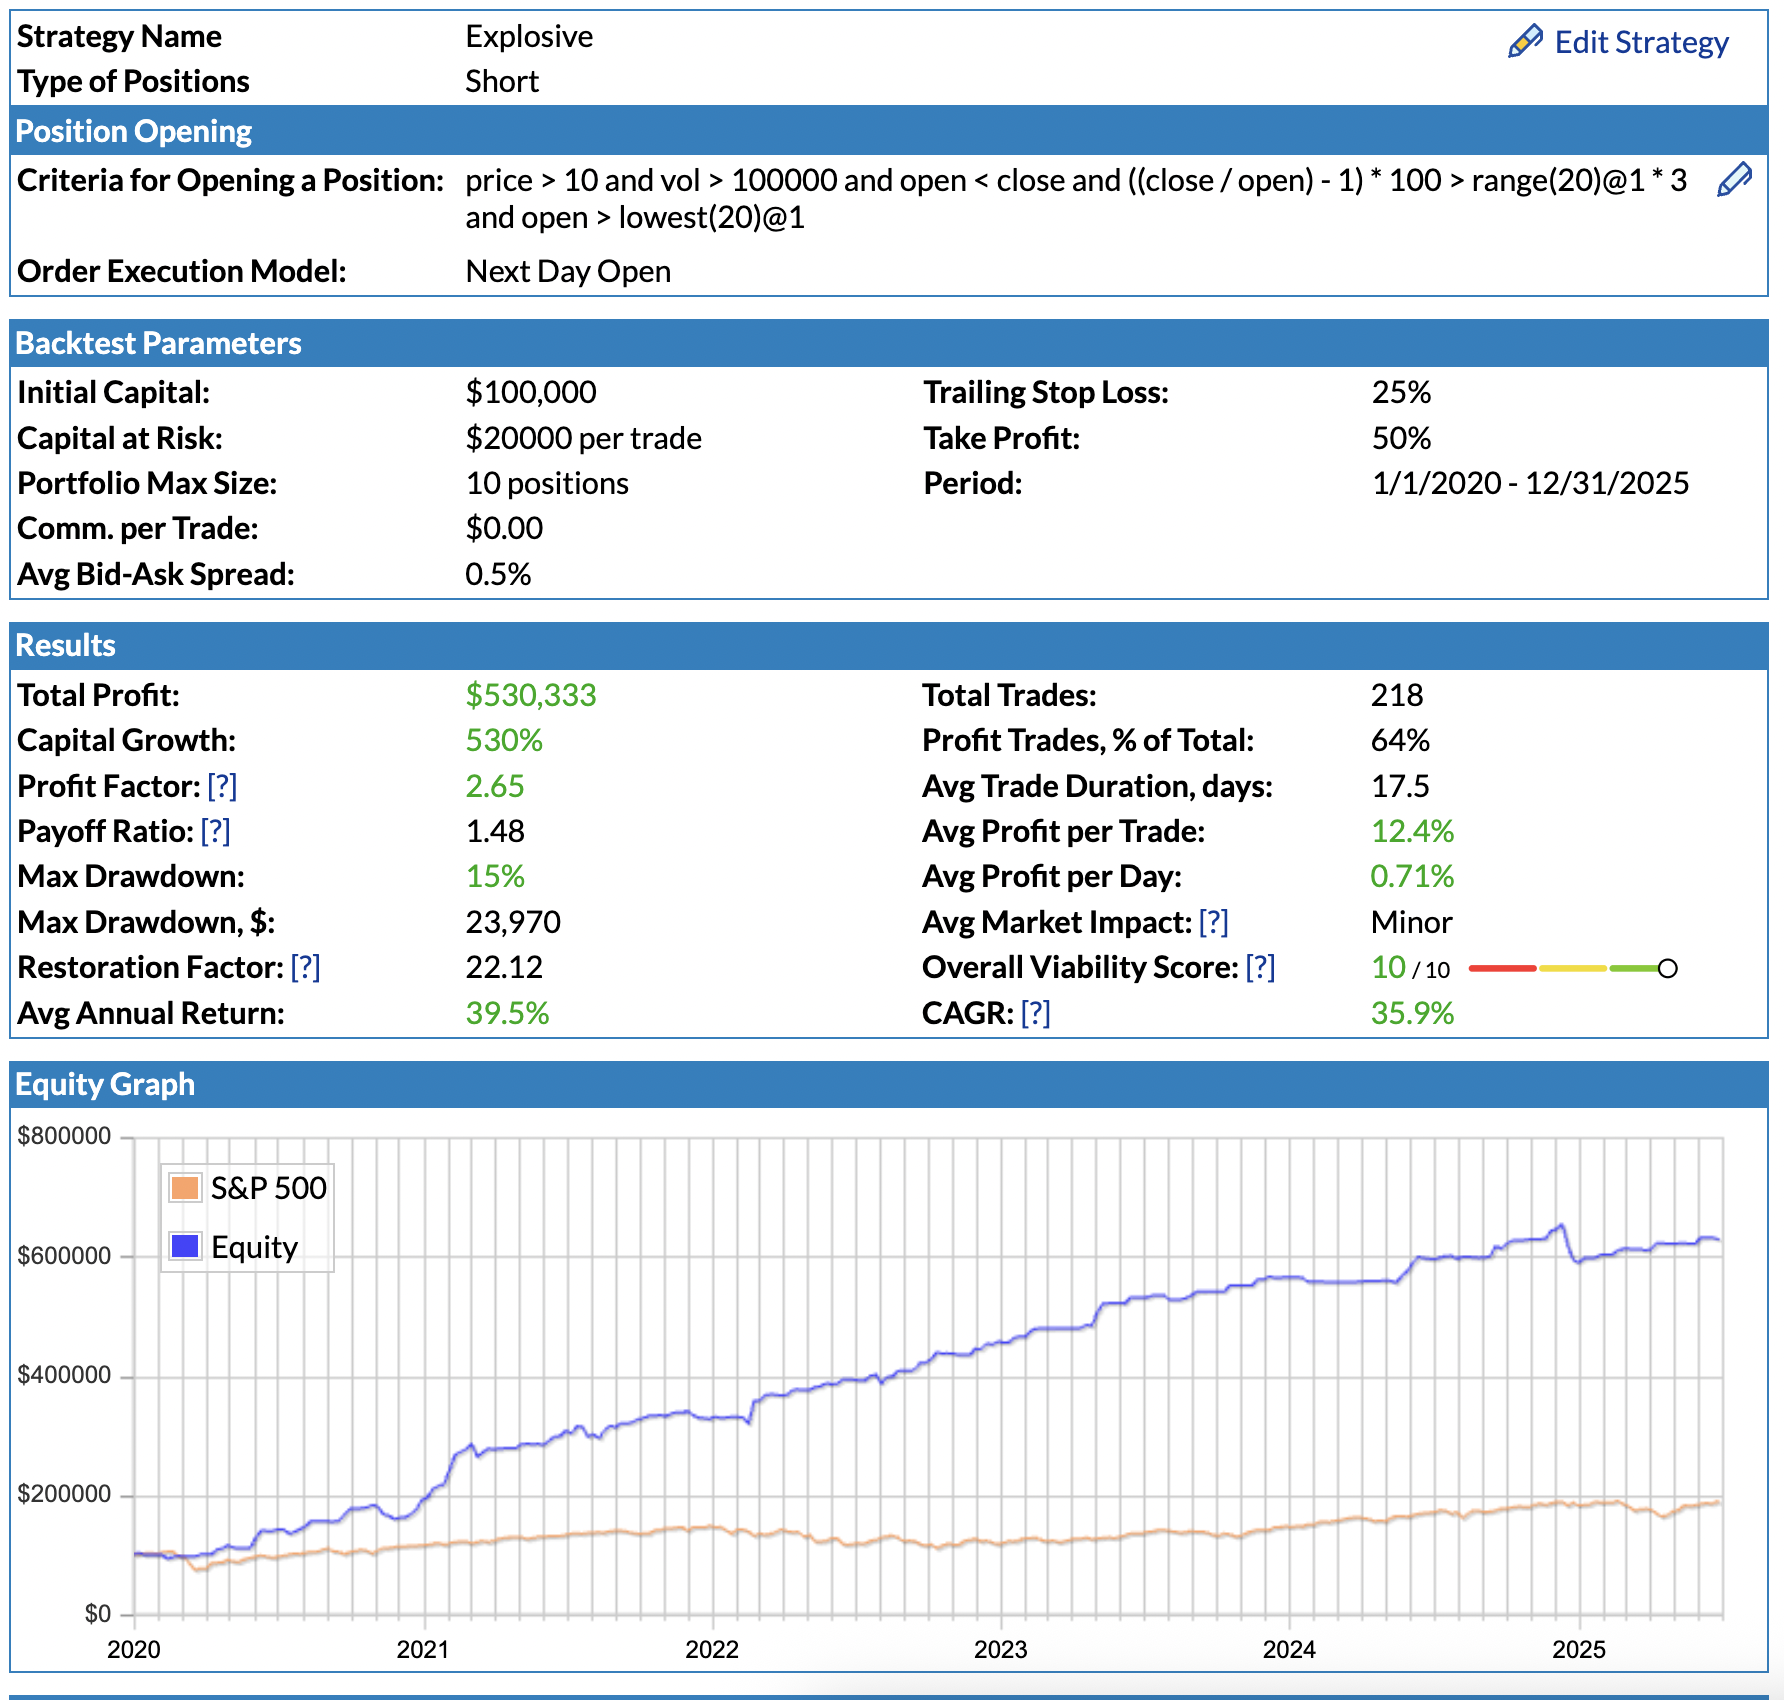 Strategy Name Explosive Edit Strategy
Type of Positions Short
Position Opening
Criteria for Opening a Position: price > 10 and vol > 100000 and open < close and ((close / open) - 1) * 100 > range(20)@1 * 3
and open > lowest(20)@1
Order Execution Model: Next Day Open
Backtest Parameters
Initial Capital: $100,000 Trailing Stop Loss: 25%
Capital at Risk: $20000 per trade Take Profit: 50%
Portfolio Max Size: 10 positions Period: 1/1/2020 - 12/31/2025
Comm. per Trade: $0.00
Avg Bid-Ask Spread: 0.5%
Results
Total Profit: $530,333 Total Trades: 218
Capital Growth: 530% Profit Trades, % of Total: 64%
Profit Factor: [?] 2.65 Avg Trade Duration, days: 17.5
Payoff Ratio: [?] 1.48 Avg Profit per Trade: 12.4%
Max Drawdown: 15% Avg Profit per Day: 0.71%
Max Drawdown, $: 23,970 Avg Market Impact: [?] Minor
Restoration Factor: [?] 22.12 Overall Viability Score: [?] 10 / 10
Avg Annual Return: 39.5% CAGR: [?] 35.9%
Equity Graph
$800000
S&P 500
Equity
$600000
$400000
$200000
$0
2020 2021 2022 2023 2024 2025